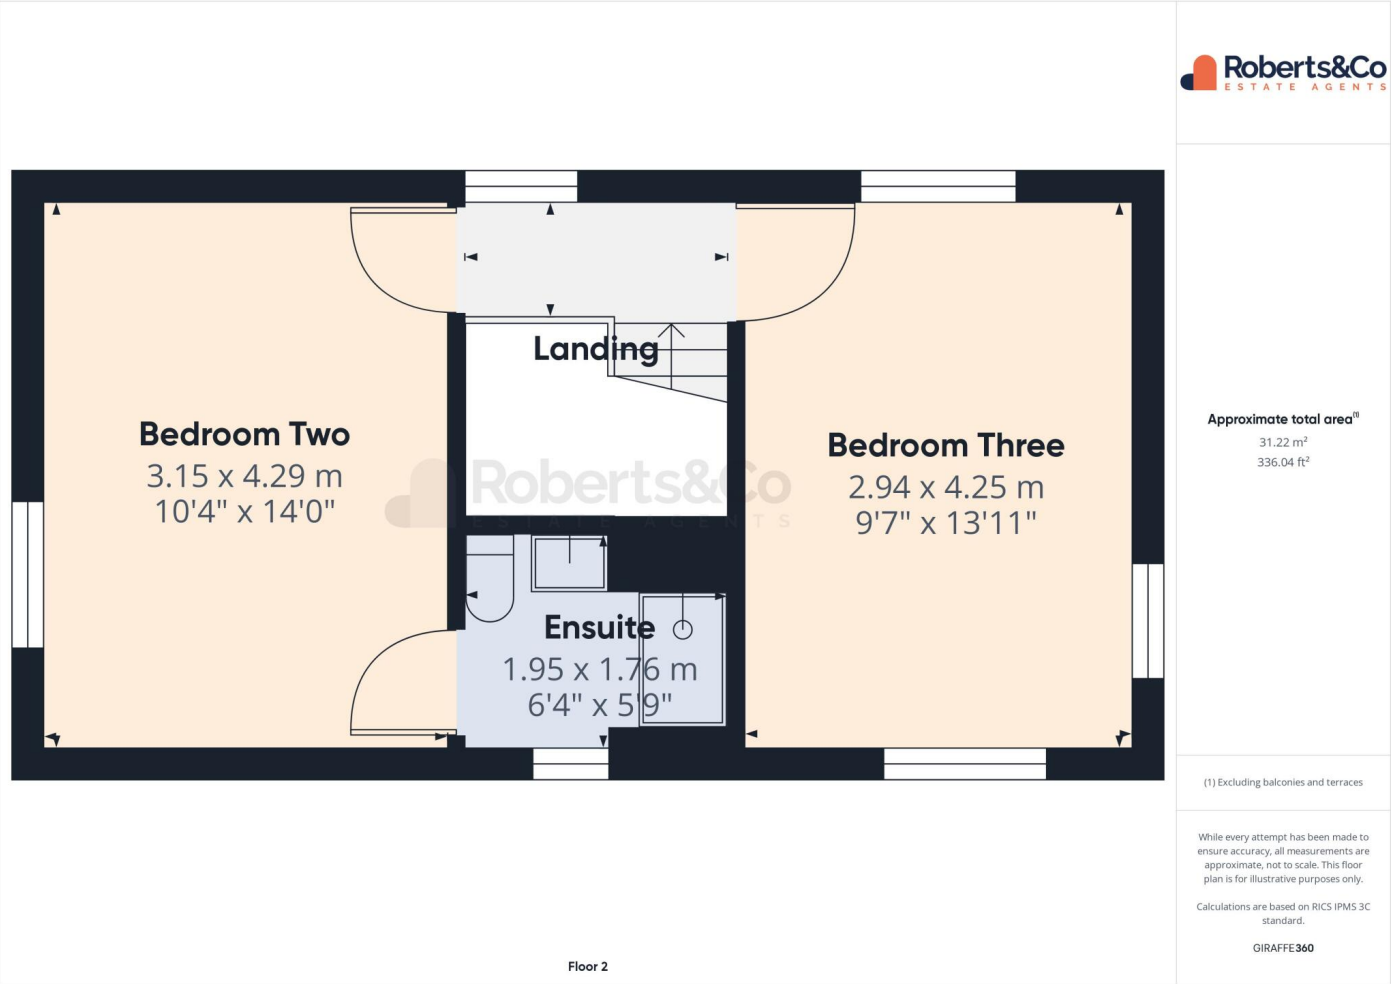 Roberts&Co
ESTATE AGENTS
Landing
Bedroom Two
3.15 x 4.29 m
10'4" x 14'0"
Bedroom Three
2.94 x 4.25 m
9'7" x 13'11"
Roberts&Co
ESTATE AGENTS
Ensuite
1.95 x 1.76 m
6'4" x 5'9"
Approximate total area(1)
31.22 m²
336.04 ft²
(1) Excluding balconies and terraces
While every attempt has been made to
ensure accuracy, all measurements are
approximate, not to scale. This floor
plan is for illustrative purposes only.
Calculations are based on RICS IPMS 3C
standard.
GIRAFFE360
Floor 2